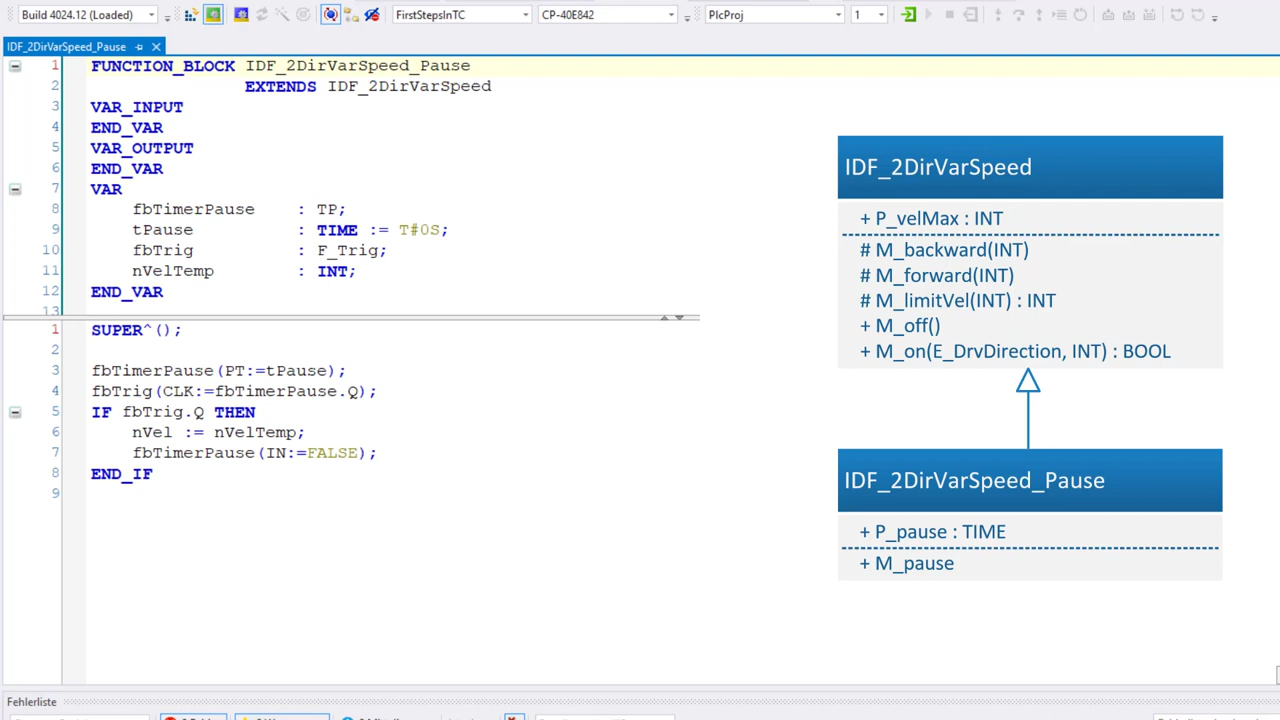 Build 4024.12 (Loaded)
FirstStepsInTC
CP-40E842
PlcProj
1
IDF_2DirVarSpeed_Pause
1 FUNCTION_BLOCK IDF_2DirVarSpeed_Pause
2 EXTENDS IDF_2DirVarSpeed
3 VAR_INPUT
4 END_VAR
5 VAR_OUTPUT
6 END_VAR
7 VAR
8 fbTimerPause : TP;
9 tPause : TIME := T#0S;
10 fbTrig : F_Trig;
11 nVelTemp : INT;
12 END_VAR
13
1 SUPER^();
2
3 fbTimerPause(PT:=tPause);
4 fbTrig(CLK:=fbTimerPause.Q);
5 IF fbTrig.Q THEN
6 nVel := nVelTemp;
7 fbTimerPause(IN:=FALSE);
8 END_IF
9
IDF_2DirVarSpeed
+ P_velMax : INT
# M_backward(INT)
# M_forward(INT)
# M_limitVel(INT) : INT
+ M_off()
+ M_on(E_DrvDirection, INT) : BOOL
IDF_2DirVarSpeed_Pause
+ P_pause : TIME
+ M_pause
Fehlerliste